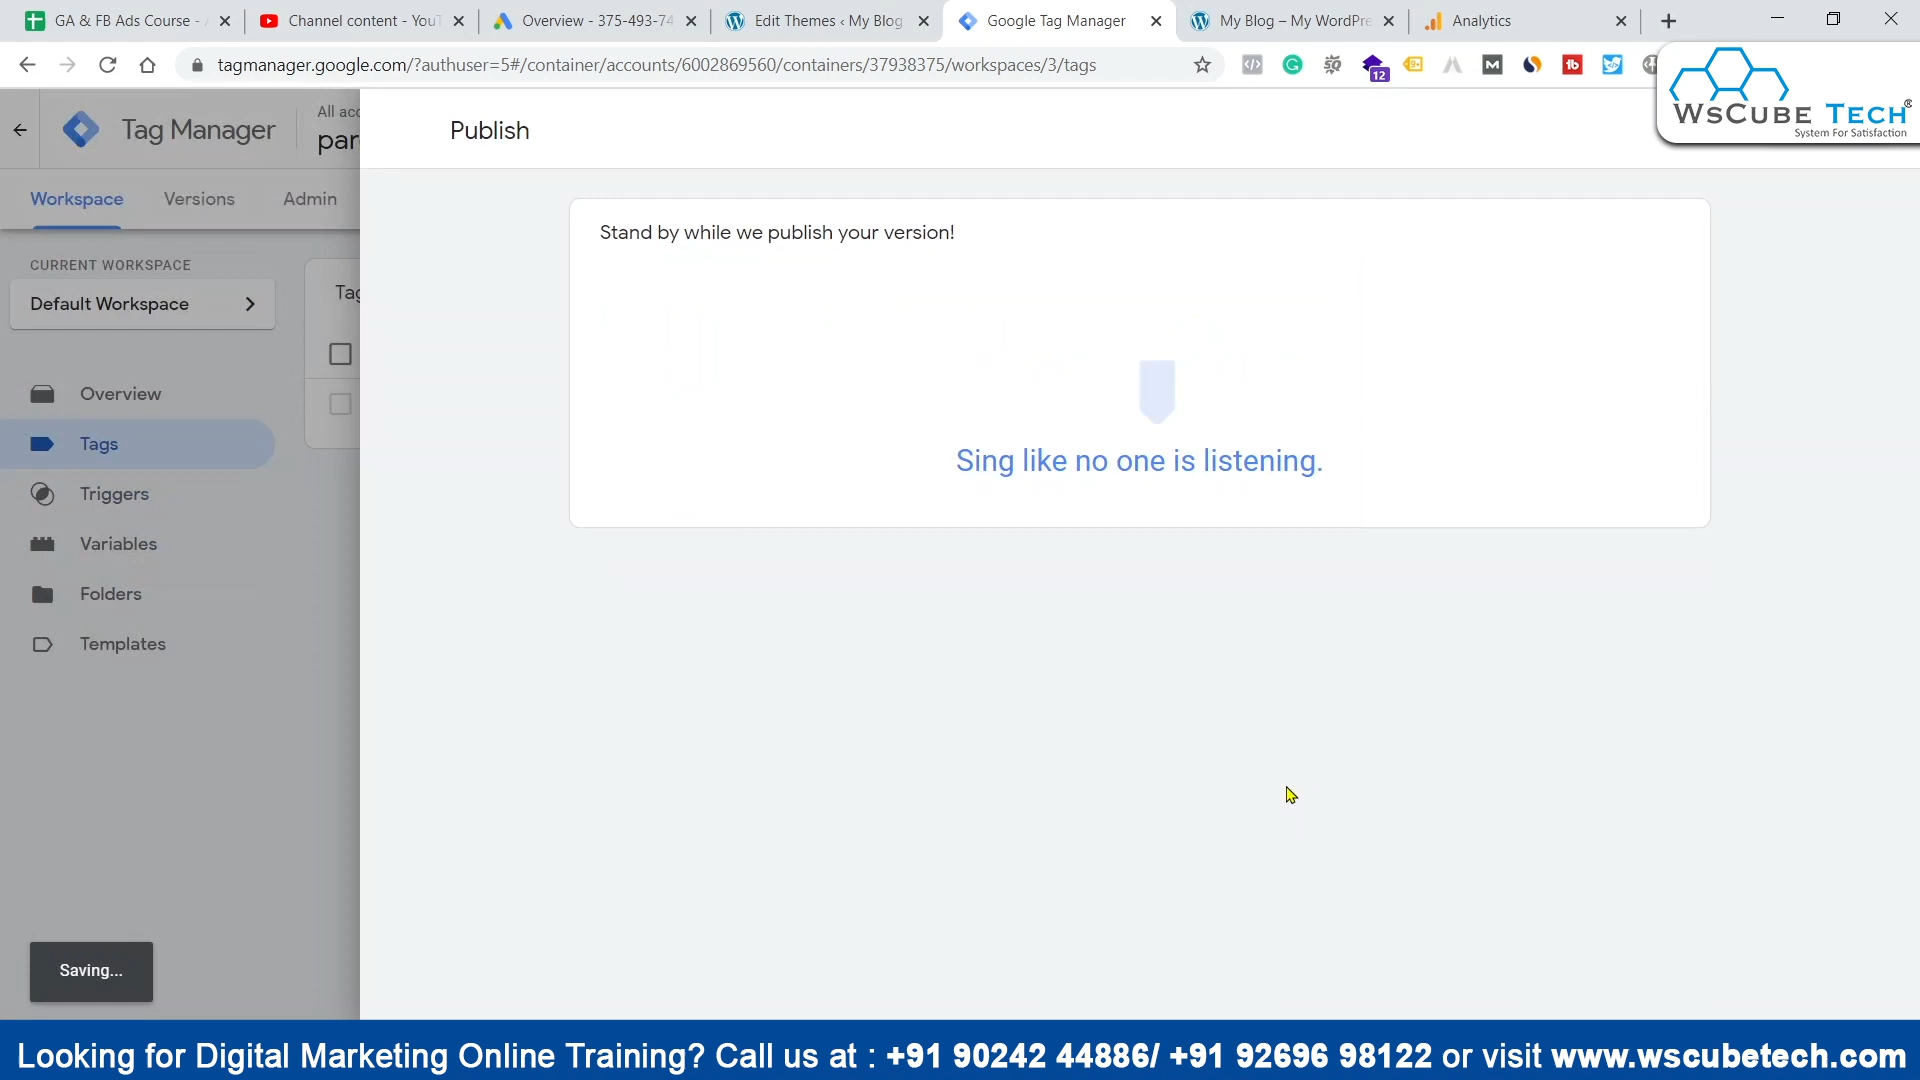 GA & FB Ads Course -
Channel content - YouT
Overview - 375-493-74
Edit Themes ‹ My Blog
Google Tag Manager
My Blog – My WordPre
Analytics
tagmanager.google.com/?authuser=5#/container/accounts/6002869560/containers/37938375/workspaces/3/tags
12
WsCube Tech®
System For Satisfaction
Tag Manager
All acc
par
Publish
Workspace
Versions
Admin
Stand by while we publish your version!
CURRENT WORKSPACE
Default Workspace
Tag
Overview
Tags
Triggers
Variables
Folders
Templates
Sing like no one is listening.
Saving...
Looking for Digital Marketing Online Training? Call us at : +91 90242 44886/ +91 92696 98122 or visit www.wscubetech.com